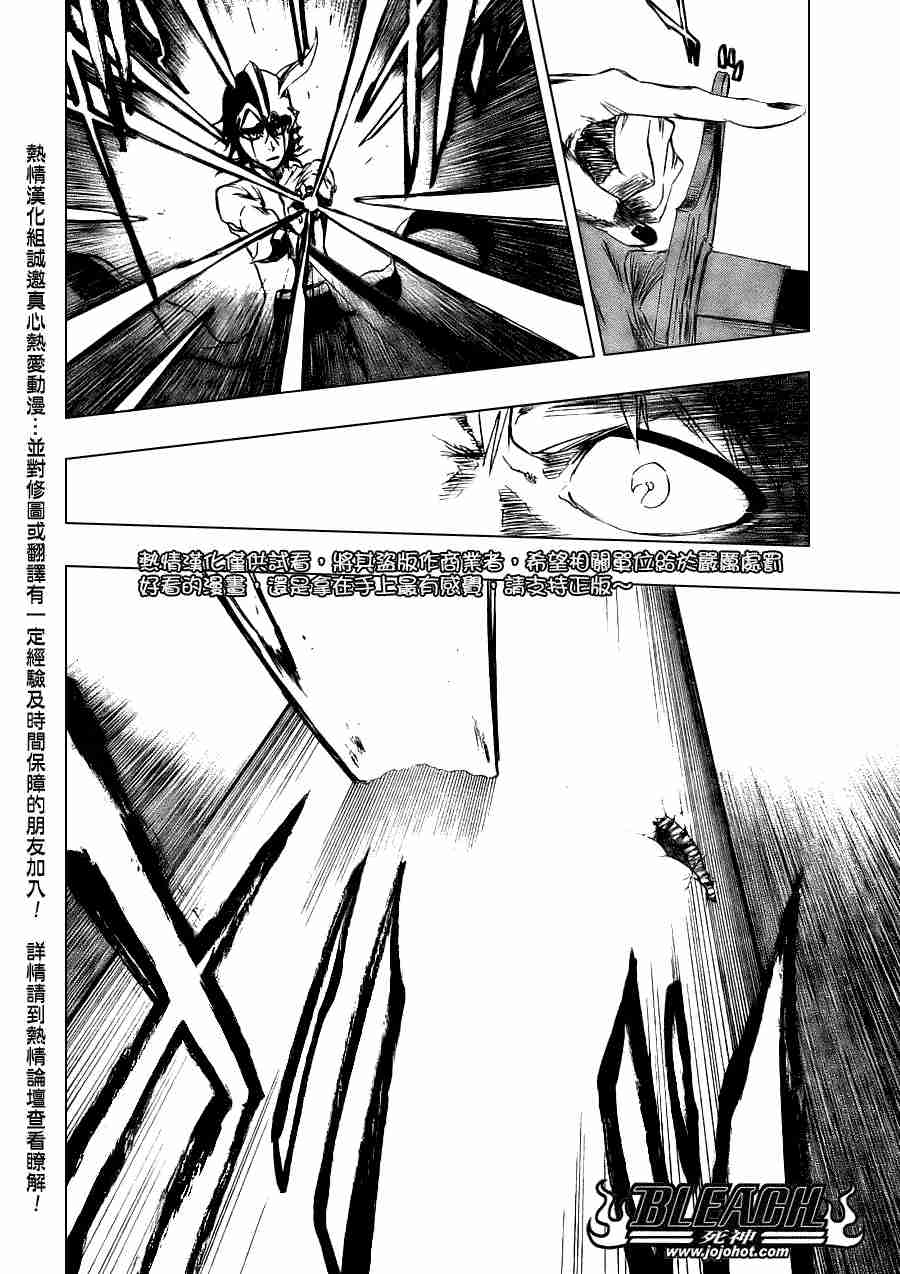 熱情漢化組誠邀真心熱愛動漫…並對修圖或翻譯有一定經驗及時間保障的朋友加入！ 詳情請到熱情論壇查看瞭解！
熱情漢化僅供試看，將其盜版作商業者，希望相關單位給於嚴厲處罰
好看的漫畫，還是拿在手上最有感覺，請支持正版～
BLEACH
死神
www.jojohot.com